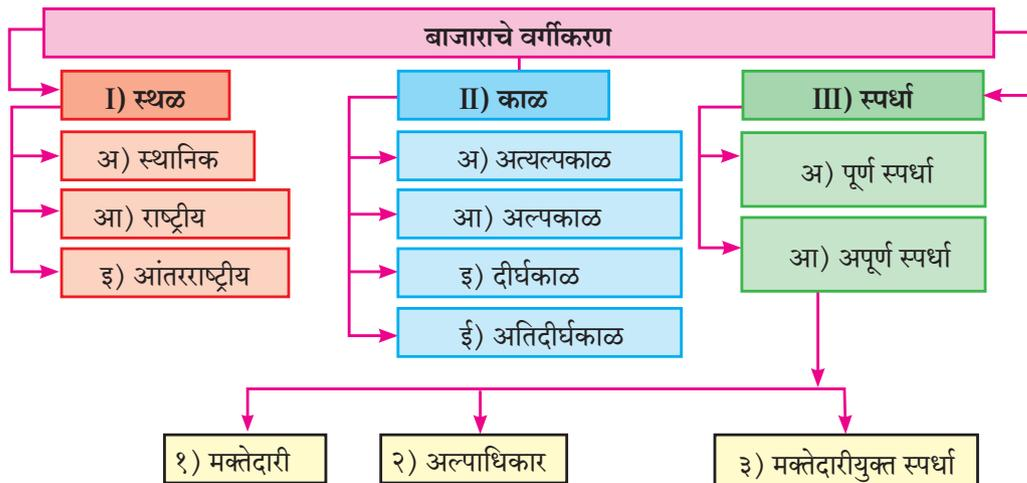 बाजाराचे वर्गीकरण
I) स्थळ
अ) स्थानिक
आ) राष्ट्रीय
इ) आंतरराष्ट्रीय
II) काळ
अ) अत्यल्पकाळ
आ) अल्पकाळ
इ) दीर्घकाळ
ई) अतिदीर्घकाळ
III) स्पर्धा
अ) पूर्ण स्पर्धा
आ) अपूर्ण स्पर्धा
१) मक्तेदारी
२) अल्पाधिकार
३) मक्तेदारीयुक्त स्पर्धा